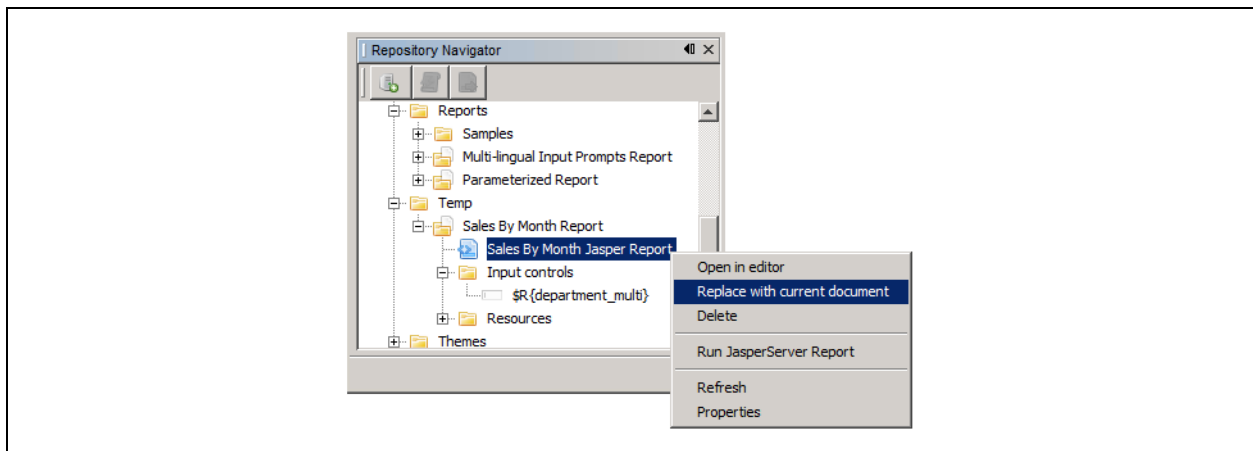 Repository Navigator
Reports
Samples
Multi-lingual Input Prompts Report
Parameterized Report
Temp
Sales By Month Report
Sales By Month Jasper Report
Input controls
$R{department_multi}
Resources
Themes
Open in editor
Replace with current document
Delete
Run JasperServer Report
Refresh
Properties